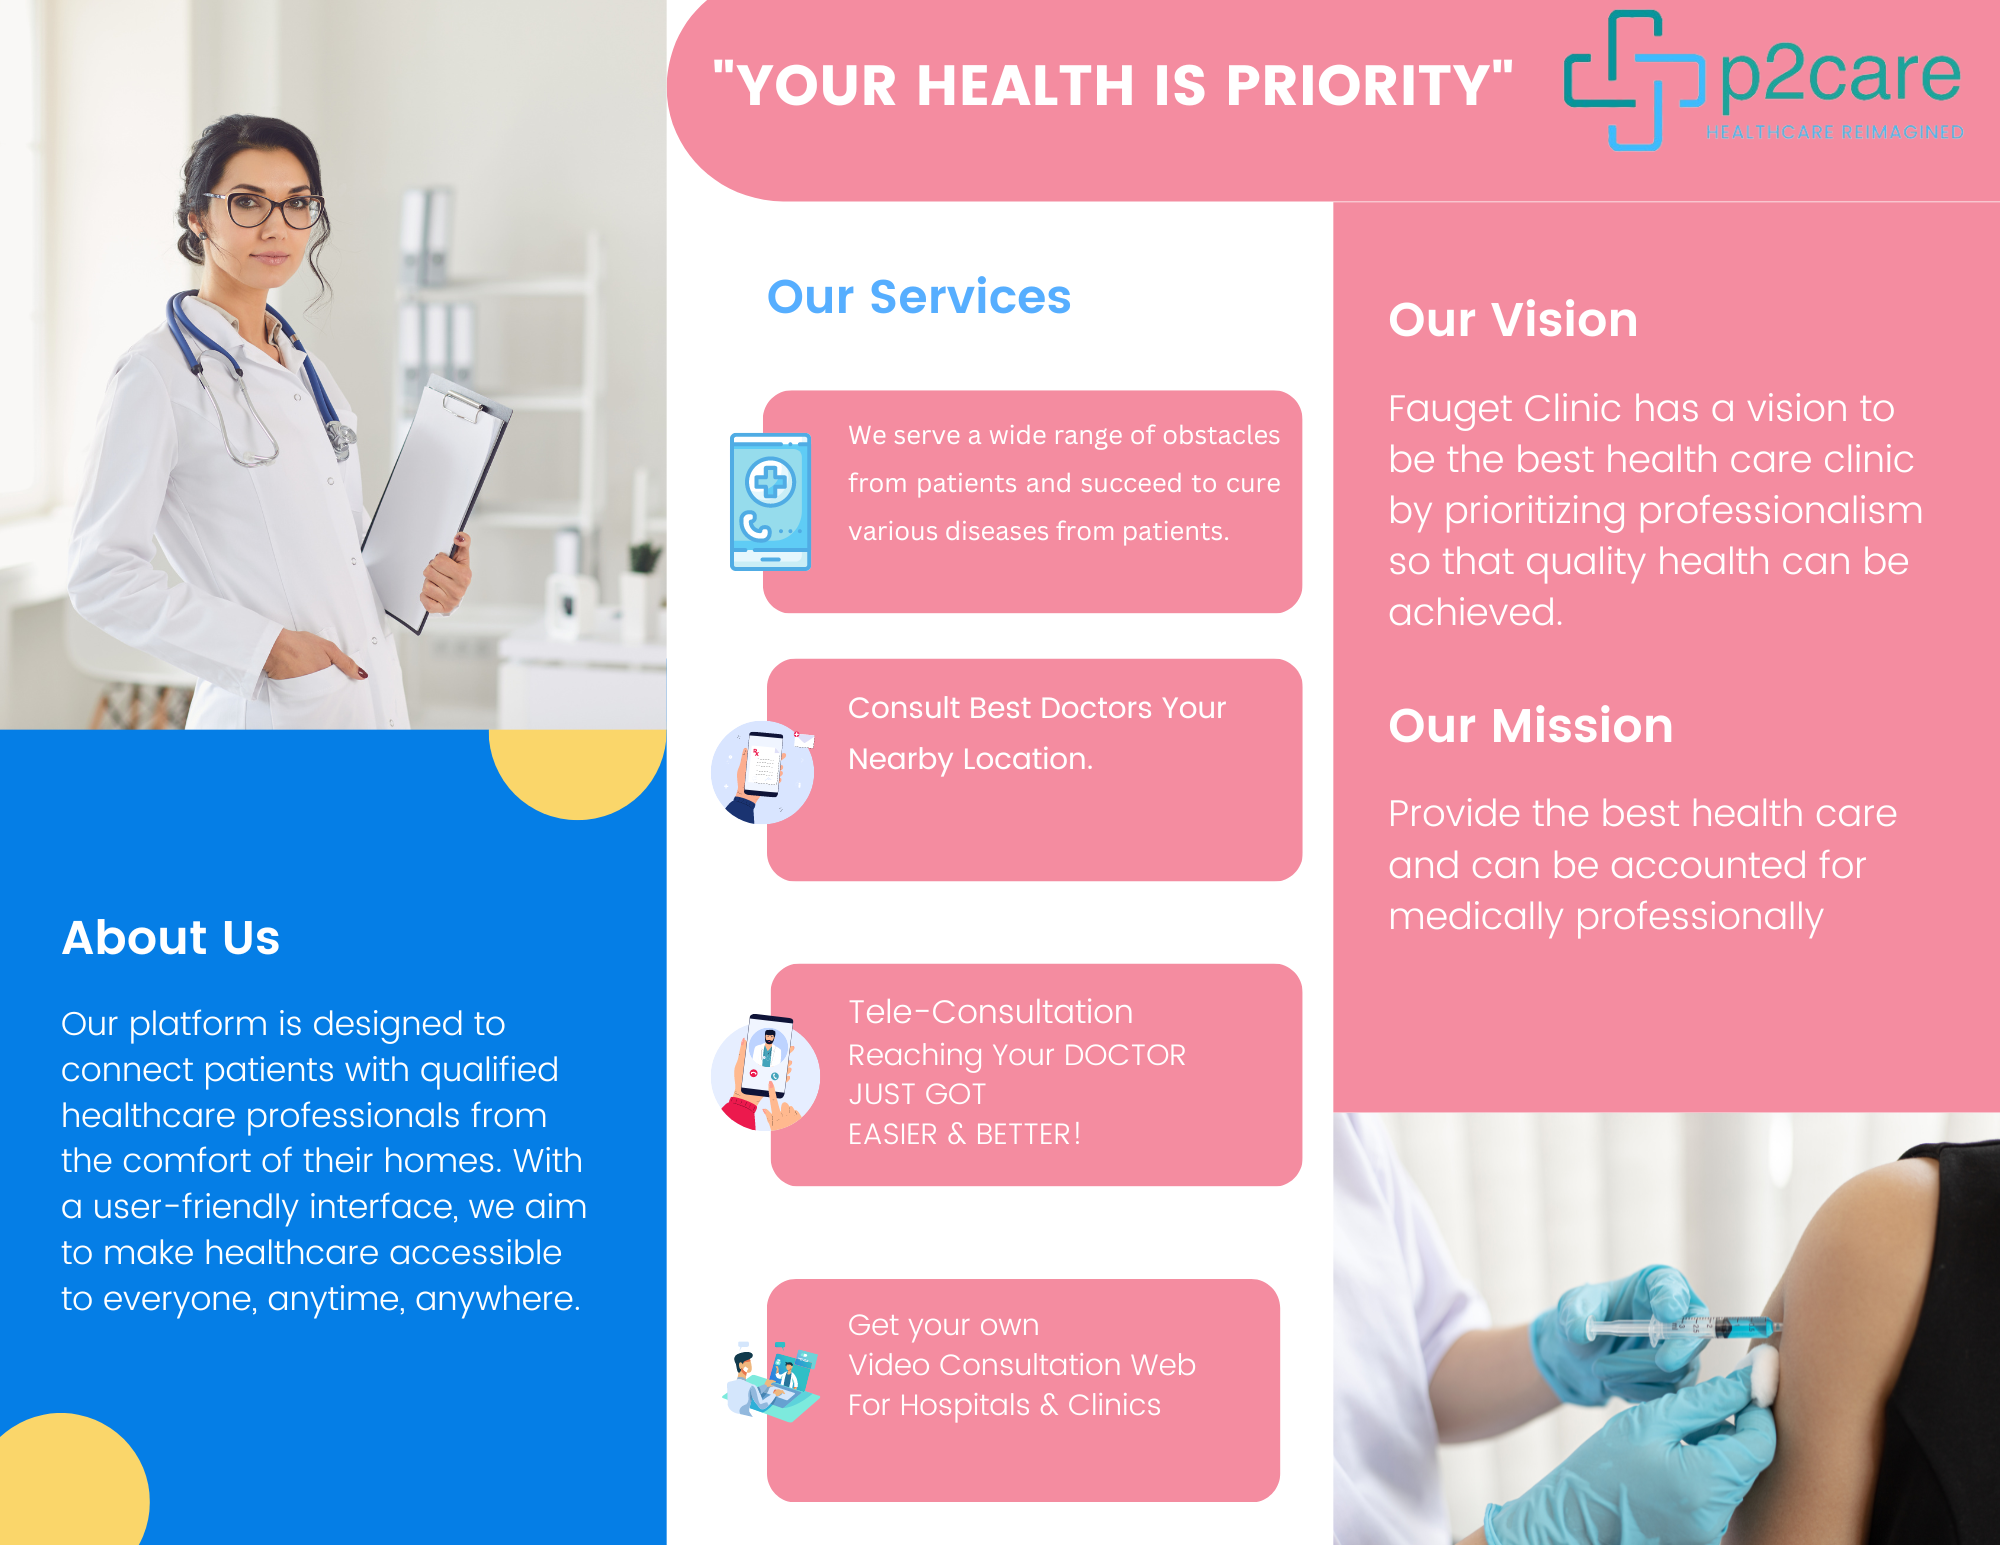 "YOUR HEALTH IS PRIORITY"
p2care
HEALTHCARE REIMAGINED
About Us
Our platform is designed to
connect patients with qualified
healthcare professionals from
the comfort of their homes. With
a user-friendly interface, we aim
to make healthcare accessible
to everyone, anytime, anywhere.
Our Services
We serve a wide range of obstacles
from patients and succeed to cure
various diseases from patients.
Consult Best Doctors Your
Nearby Location.
Tele-Consultation
Reaching Your DOCTOR
JUST GOT
EASIER & BETTER!
Get your own
Video Consultation Web
For Hospitals & Clinics
Our Vision
Fauget Clinic has a vision to
be the best health care clinic
by prioritizing professionalism
so that quality health can be
achieved.
Our Mission
Provide the best health care
and can be accounted for
medically professionally